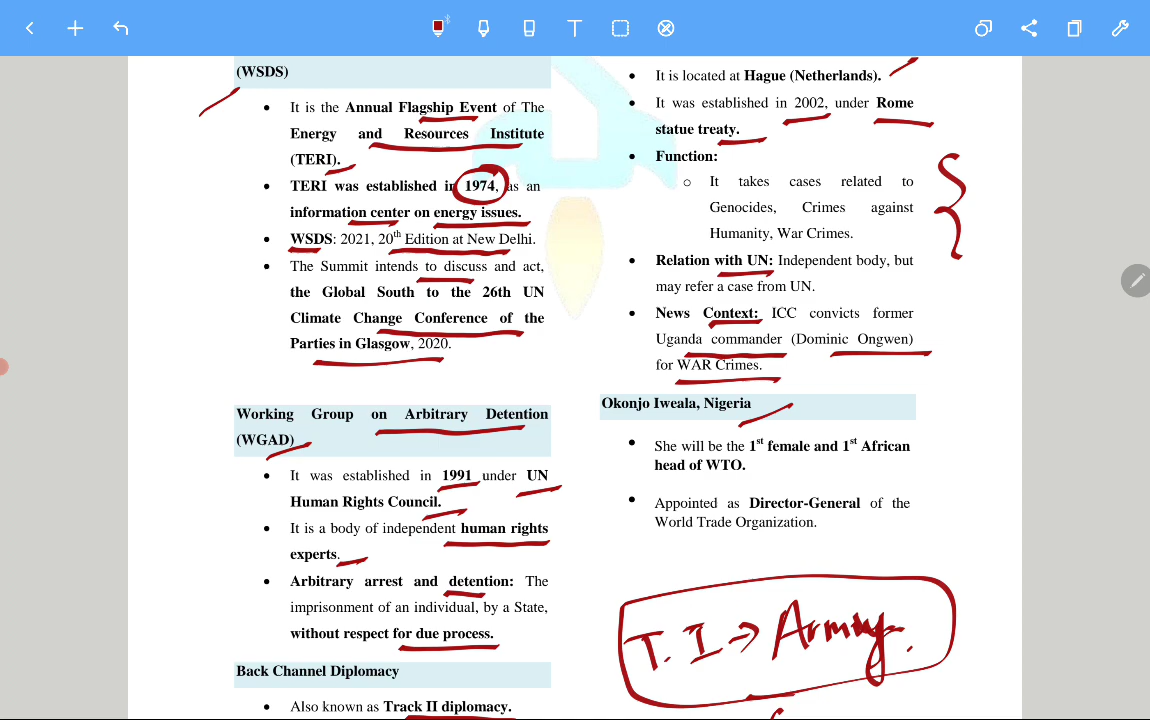 (WSDS)
• It is the Annual Flagship Event of The
Energy and Resources Institute
(TERI).
• TERI was established in 1974, as an
information center on energy issues.
• WSDS: 2021, 20th Edition at New Delhi.
• The Summit intends to discuss and act,
the Global South to the 26th UN
Climate Change Conference of the
Parties in Glasgow, 2020.
Working Group on Arbitrary Detention
(WGAD)
• It was established in 1991 under UN
Human Rights Council.
• It is a body of independent human rights
experts.
• Arbitrary arrest and detention: The
imprisonment of an individual, by a State,
without respect for due process.
Back Channel Diplomacy
• Also known as Track II diplomacy.
• It is located at Hague (Netherlands).
• It was established in 2002, under Rome
statue treaty.
• Function:
o It takes cases related to
Genocides, Crimes against
Humanity, War Crimes.
• Relation with UN: Independent body, but
may refer a case from UN.
• News Context: ICC convicts former
Uganda commander (Dominic Ongwen)
for WAR Crimes.
Okonjo Iweala, Nigeria
• She will be the 1st female and 1st African
head of WTO.
• Appointed as Director-General of the
World Trade Organization.
T. I → Army.